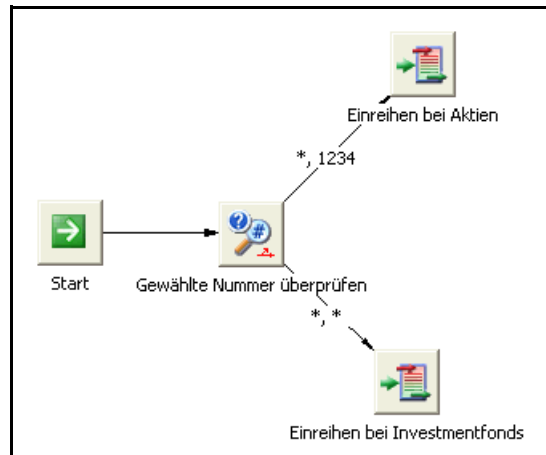 Einreihen bei Aktien
*, 1234
Start
Gewählte Nummer überprüfen
*, *
Einreihen bei Investmentfonds